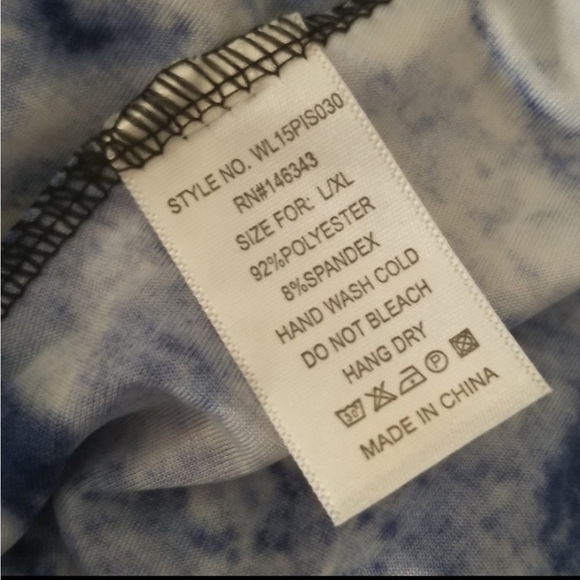 STYLE NO. WL15PIS030
RN#146343
SIZE FOR: L/XL
92%POLYESTER
8%SPANDEX
HAND WASH COLD
DO NOT BLEACH
HANG DRY
30° P
MADE IN CHINA